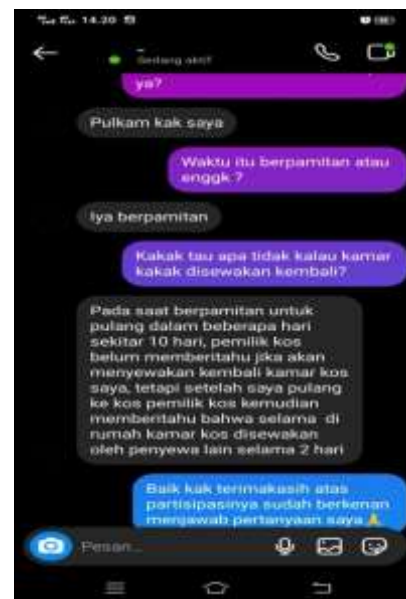 14.20
Sedang aktif
ya?
Pulkam kak saya
Waktu itu berpamitan atau
enggk ?
Iya berpamitan
Kakak tau apa tidak kalau kamar
kakak disewakan kembali?
Pada saat berpamitan untuk
pulang dalam beberapa hari
sekitar 10 hari, pemilik kos
belum memberitahu jika akan
menyewakan kembali kamar kos
saya, tetapi setelah saya pulang
ke kos pemilik kos kemudian
memberitahu bahwa selama di
rumah kamar kos disewakan
oleh penyewa lain selama 2 hari
Baik kak terimakasih atas
partisipasinya sudah berkenan
menjawab pertanyaan saya🙏
Pesan...